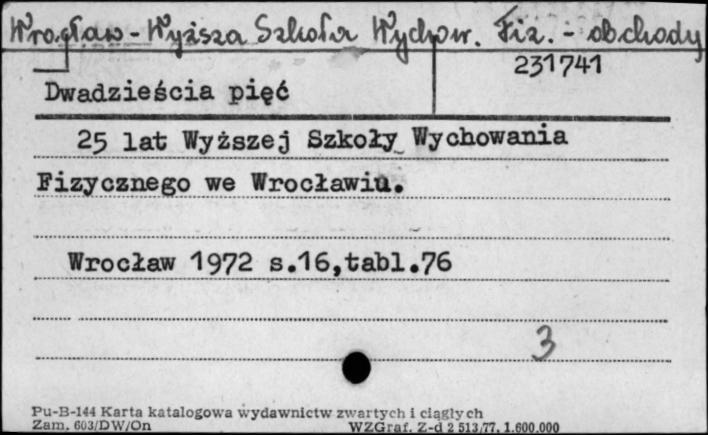 Wrocław - Wyższa Szkoła Wychow. Fiz. - obchody
231741
Dwadzieścia pięć
25 lat Wyższej Szkoły Wychowania
Fizycznego we Wrocławiu.
Wrocław 1972 s.16,tabl.76
3
Pu-B-144 Karta katalogowa wydawnictw zwartych i ciągłych
Zam. 603/DW/On WZGraf. Z-d 2 513/77. 1.600.000